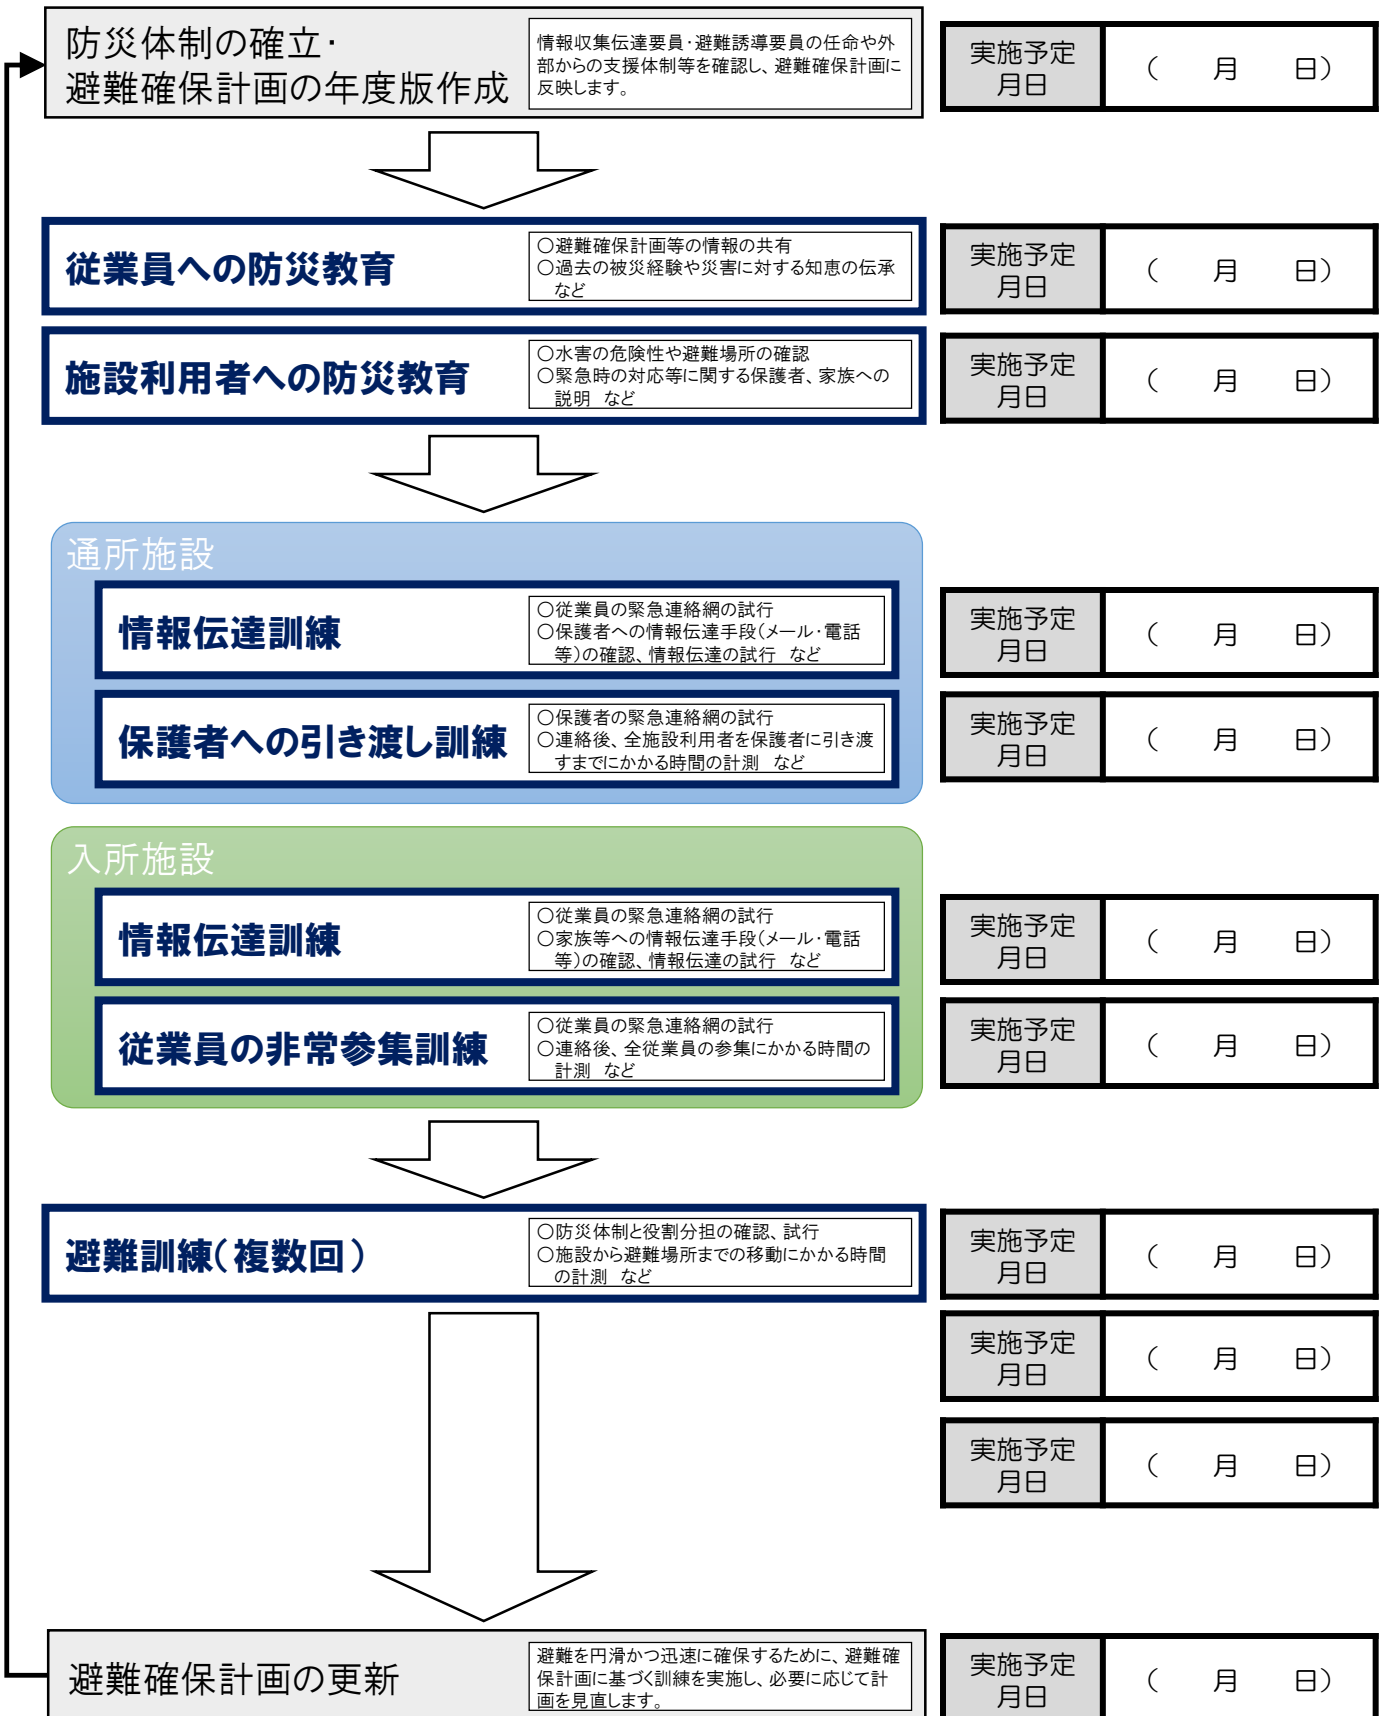 防災体制の確立・
避難確保計画の年度版作成
情報収集伝達要員・避難誘導要員の任命や外
部からの支援体制等を確認し、避難確保計画に
反映します。
実施予定
月日
（　　月　　日）
従業員への防災教育
○避難確保計画等の情報の共有
○過去の被災経験や災害に対する知恵の伝承
など
実施予定
月日
（　　月　　日）
施設利用者への防災教育
○水害の危険性や避難場所の確認
○緊急時の対応等に関する保護者、家族への
説明　など
実施予定
月日
（　　月　　日）
通所施設
情報伝達訓練
○従業員の緊急連絡網の試行
○保護者への情報伝達手段（メール・電話
等）の確認、情報伝達の試行　など
実施予定
月日
（　　月　　日）
保護者への引き渡し訓練
○保護者の緊急連絡網の試行
○連絡後、全施設利用者を保護者に引き渡
すまでにかかる時間の計測　など
実施予定
月日
（　　月　　日）
入所施設
情報伝達訓練
○従業員の緊急連絡網の試行
○家族等への情報伝達手段（メール・電話
等）の確認、情報伝達の試行　など
実施予定
月日
（　　月　　日）
従業員の非常参集訓練
○従業員の緊急連絡網の試行
○連絡後、全従業員の参集にかかる時間の
計測　など
実施予定
月日
（　　月　　日）
避難訓練（複数回）
○防災体制と役割分担の確認、試行
○施設から避難場所までの移動にかかる時間
の計測　など
実施予定
月日
（　　月　　日）
実施予定
月日
（　　月　　日）
実施予定
月日
（　　月　　日）
避難確保計画の更新
避難を円滑かつ迅速に確保するために、避難確
保計画に基づく訓練を実施し、必要に応じて計
画を見直します。
実施予定
月日
（　　月　　日）